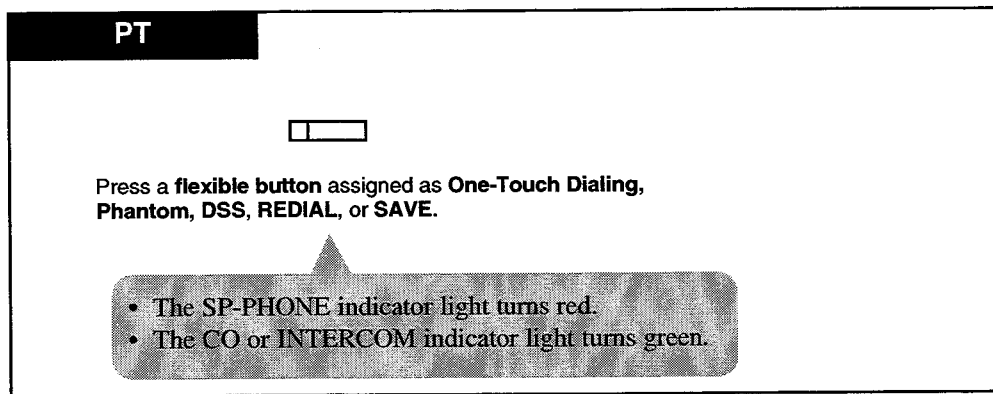 PT
Press a flexible button assigned as One-Touch Dialing,
Phantom, DSS, REDIAL, or SAVE.
• The SP-PHONE indicator light turns red.
• The CO or INTERCOM indicator light turns green.